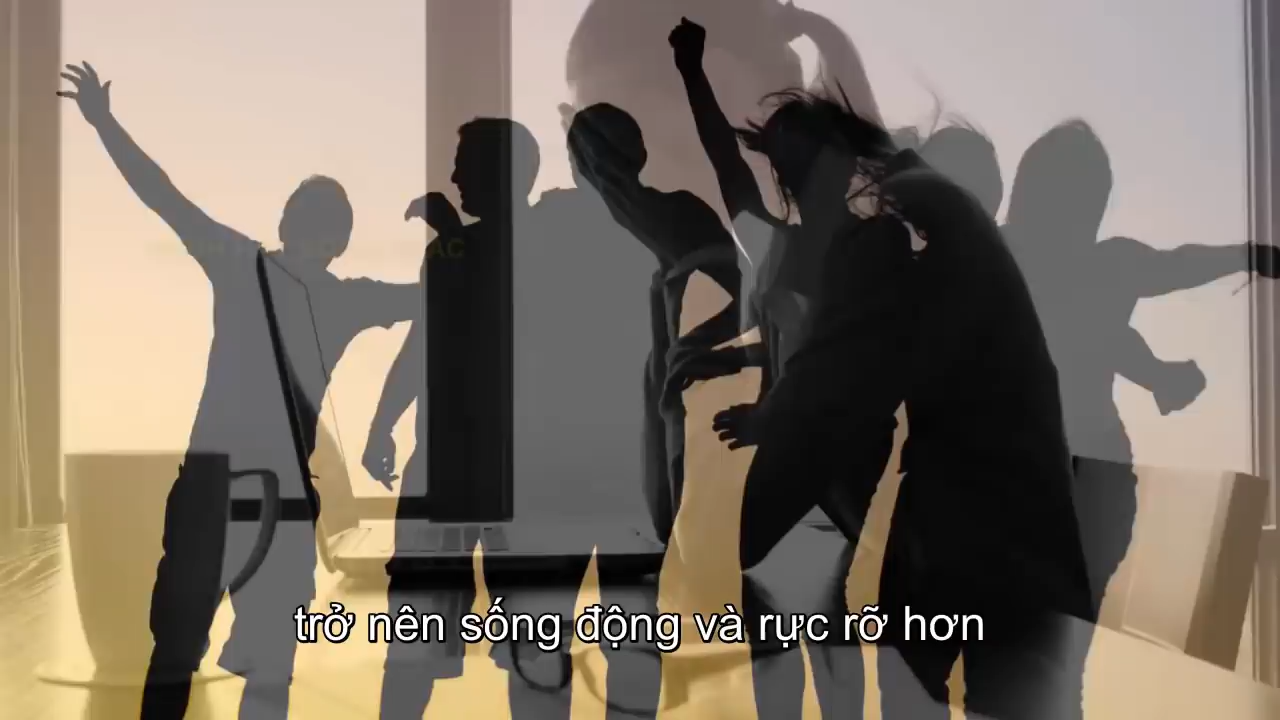 trở nên sống động và rực rỡ hơn